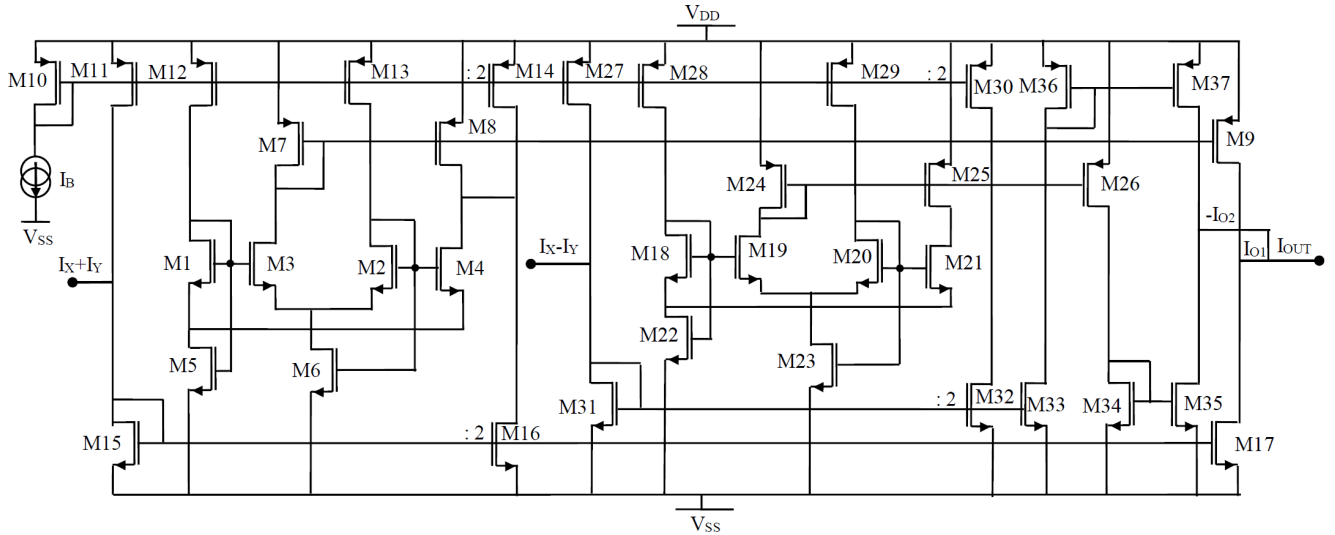 VDD
M10
M11
M12
M13
: 2
M14
M27
M28
M29
: 2
M30
M36
M37
M7
M8
M9
IB
VSS
M24
M25
M26
-IO2
IX+IY
M1
M3
M2
M4
IX-IY
M18
M19
M20
M21
IO1
IOUT
M5
M6
M22
M23
M15
: 2
M16
M31
: 2
M32
M33
M34
M35
M17
VSS